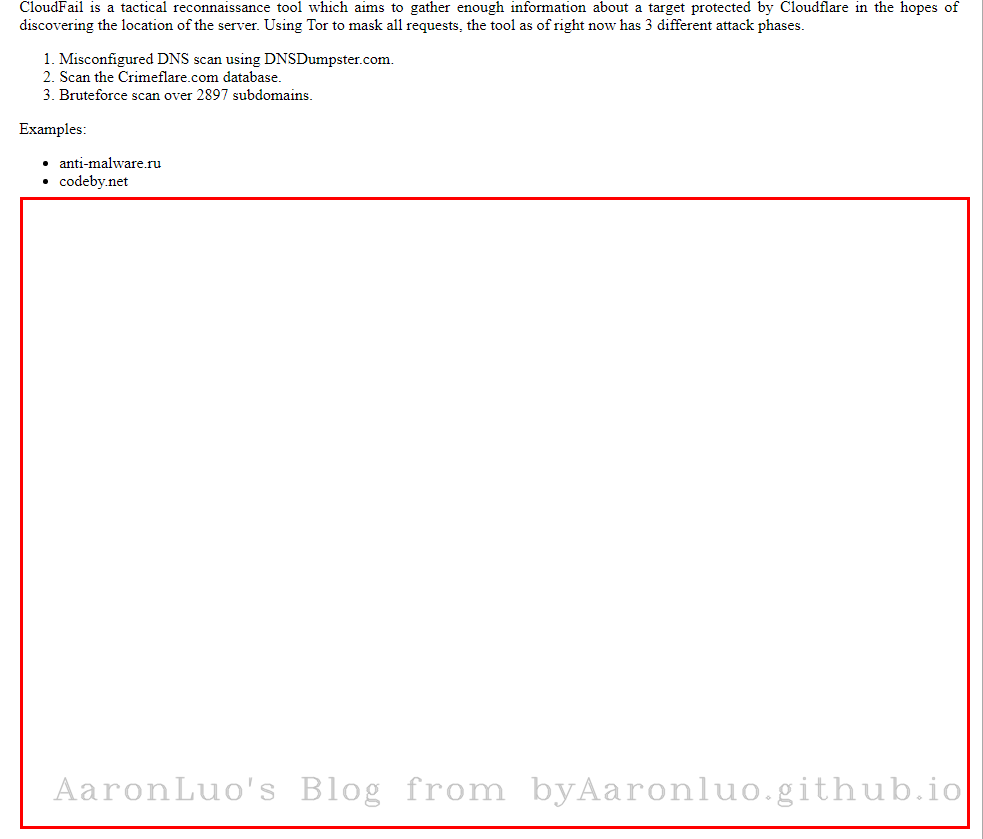 CloudFail is a tactical reconnaissance tool which aims to gather enough information about a target protected by Cloudflare in the hopes of
discovering the location of the server. Using Tor to mask all requests, the tool as of right now has 3 different attack phases.
1. Misconfigured DNS scan using DNSDumpster.com.
2. Scan the Crimeflare.com database.
3. Bruteforce scan over 2897 subdomains.
Examples:
• anti-malware.ru
• codeby.net
AaronLuo's Blog from byAaronluo.github.io